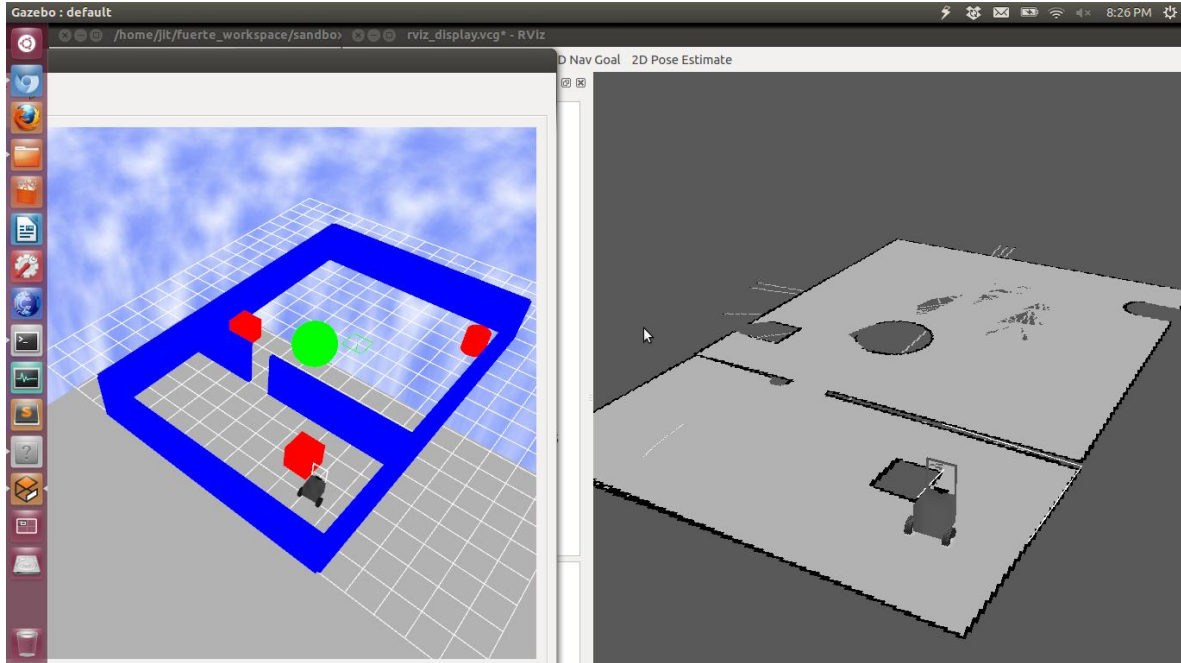 Gazebo : default
8:26 PM
/home/jit/fuerte_workspace/sandbo
rviz_display.vcg* - RViz
D Nav Goal 2D Pose Estimate